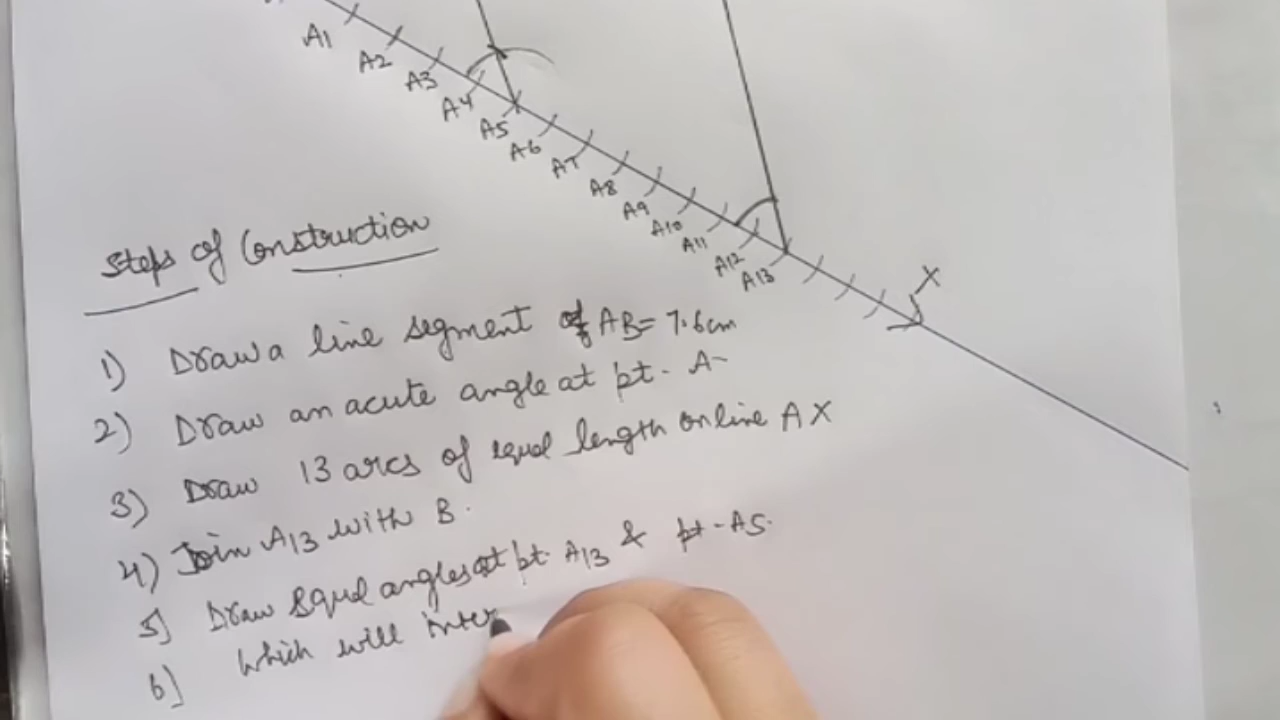 A1
A2
A3
A4
A5
A6
A7
A8
A9
A10
A11
A12
A13
X
Steps of Construction
1) Draw a line segment of AB = 7.6cm
2) Draw an acute angle at pt. A
3) Draw 13 arcs of equal length on line AX
4) Join A13 with B.
5] Draw equal angles at pt. A13 & pt-A5.
6] which will inter